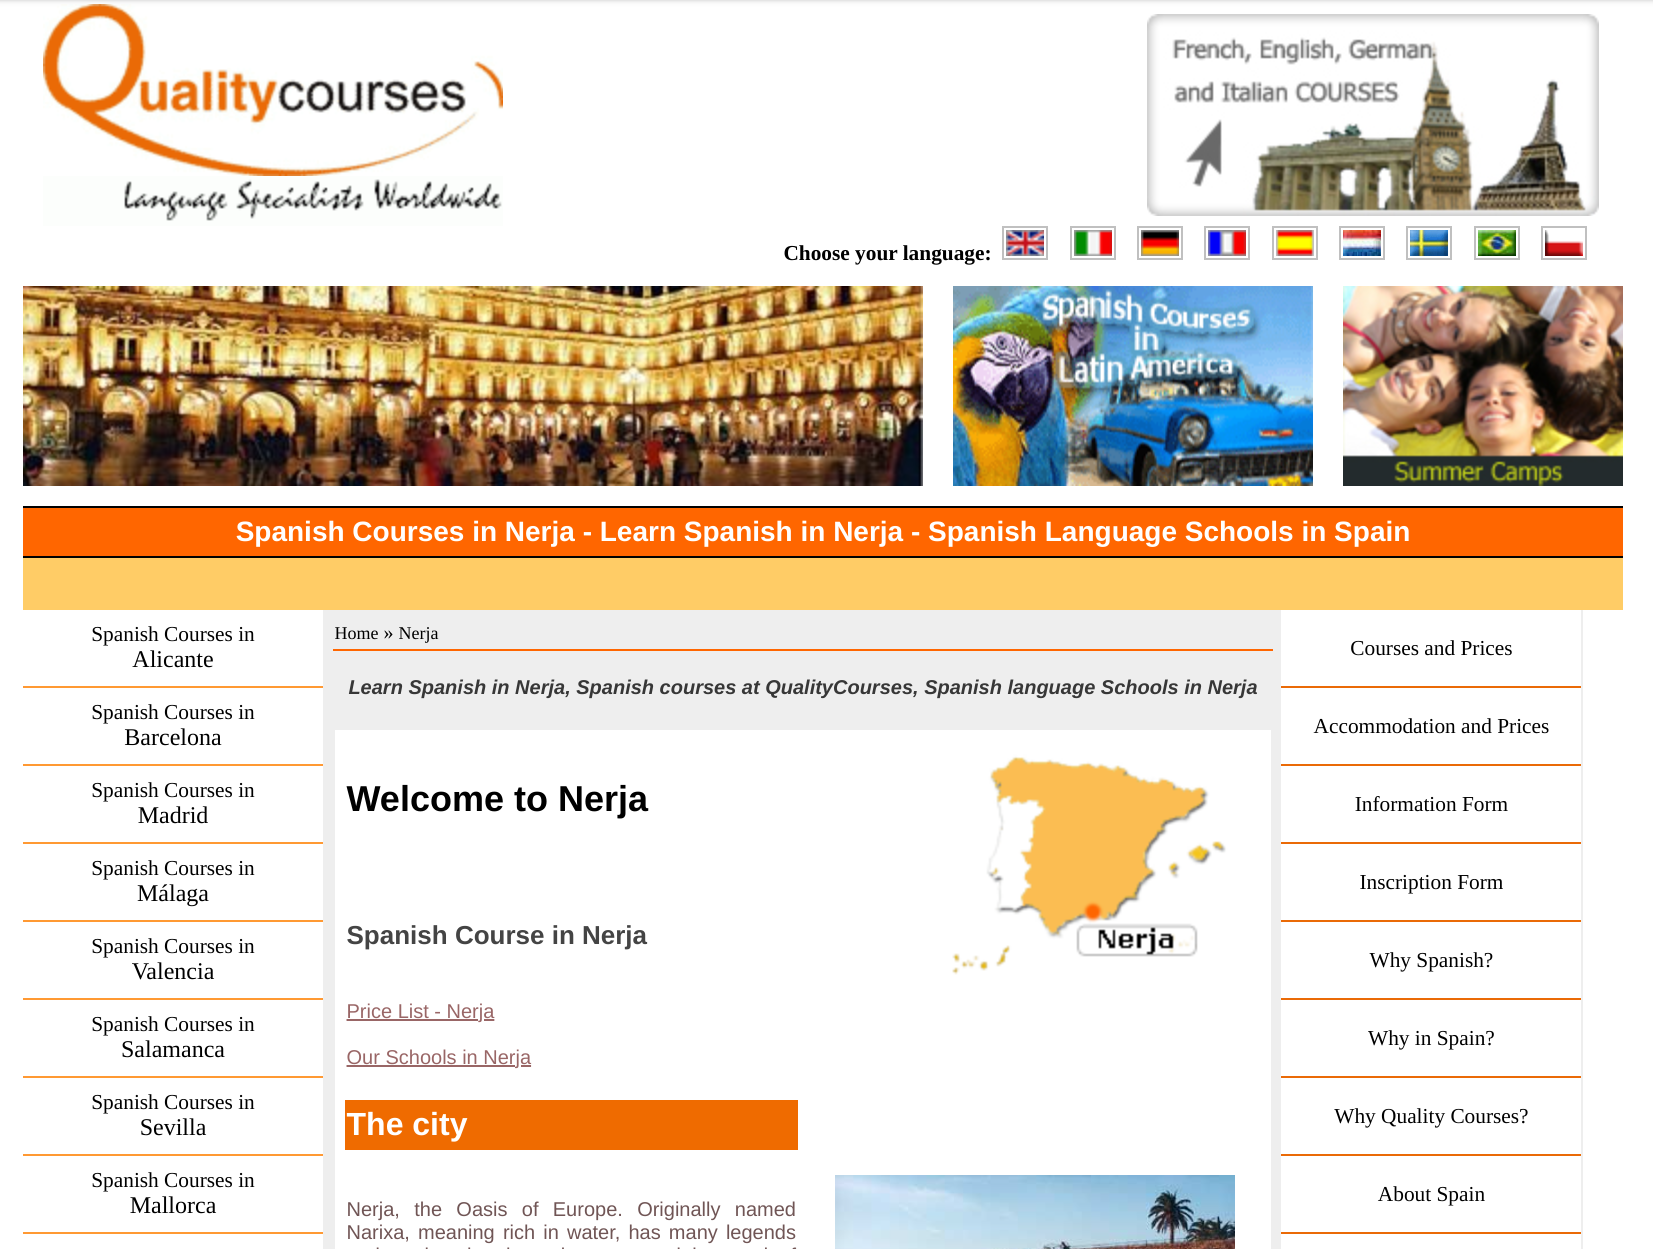 Qualitycourses
Language Specialists Worldwide
French, English, German
and Italian COURSES
Choose your language:
Spanish Courses
in
Latin America
Summer Camps
Spanish Courses in Nerja - Learn Spanish in Nerja - Spanish Language Schools in Spain
Spanish Courses in
Alicante
Spanish Courses in
Barcelona
Spanish Courses in
Madrid
Spanish Courses in
Málaga
Spanish Courses in
Valencia
Spanish Courses in
Salamanca
Spanish Courses in
Sevilla
Spanish Courses in
Mallorca
Home » Nerja
Learn Spanish in Nerja, Spanish courses at QualityCourses, Spanish language Schools in Nerja
Welcome to Nerja
Nerja
Spanish Course in Nerja
Price List - Nerja
Our Schools in Nerja
The city
Nerja, the Oasis of Europe. Originally named
Narixa, meaning rich in water, has many legends
Courses and Prices
Accommodation and Prices
Information Form
Inscription Form
Why Spanish?
Why in Spain?
Why Quality Courses?
About Spain